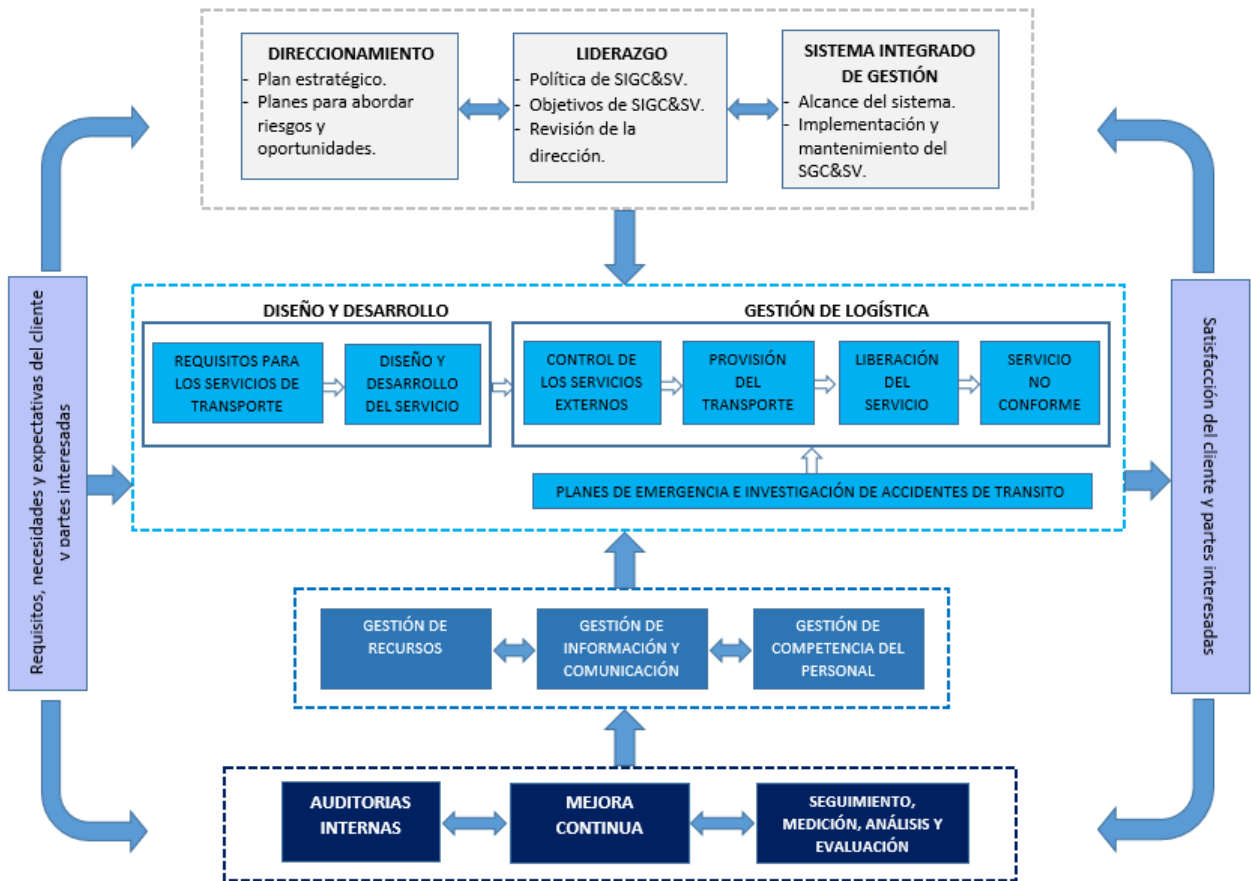 DIRECCIONAMIENTO
- Plan estratégico.
- Planes para abordar
riesgos y
oportunidades.
LIDERAZGO
- Política de SIGC&SV.
- Objetivos de SIGC&SV.
- Revisión de la
dirección.
SISTEMA INTEGRADO
DE GESTIÓN
- Alcance del sistema.
- Implementación y
mantenimiento del
SGC&SV.
Requisitos, necesidades y expectativas del cliente
y partes interesadas
DISEÑO Y DESARROLLO
REQUISITOS PARA
LOS SERVICIOS DE
TRANSPORTE
DISEÑO Y
DESARROLLO
DEL SERVICIO
GESTIÓN DE LOGÍSTICA
CONTROL DE
LOS SERVICIOS
EXTERNOS
PROVISIÓN
DEL
TRANSPORTE
LIBERACIÓN
DEL
SERVICIO
SERVICIO
NO
CONFORME
PLANES DE EMERGENCIA E INVESTIGACIÓN DE ACCIDENTES DE TRANSITO
Satisfacción del cliente y partes interesadas
GESTIÓN DE
RECURSOS
GESTIÓN DE
INFORMACIÓN Y
COMUNICACIÓN
GESTIÓN DE
COMPETENCIA DEL
PERSONAL
AUDITORIAS
INTERNAS
MEJORA
CONTINUA
SEGUIMIENTO,
MEDICIÓN, ANÁLISIS Y
EVALUACIÓN